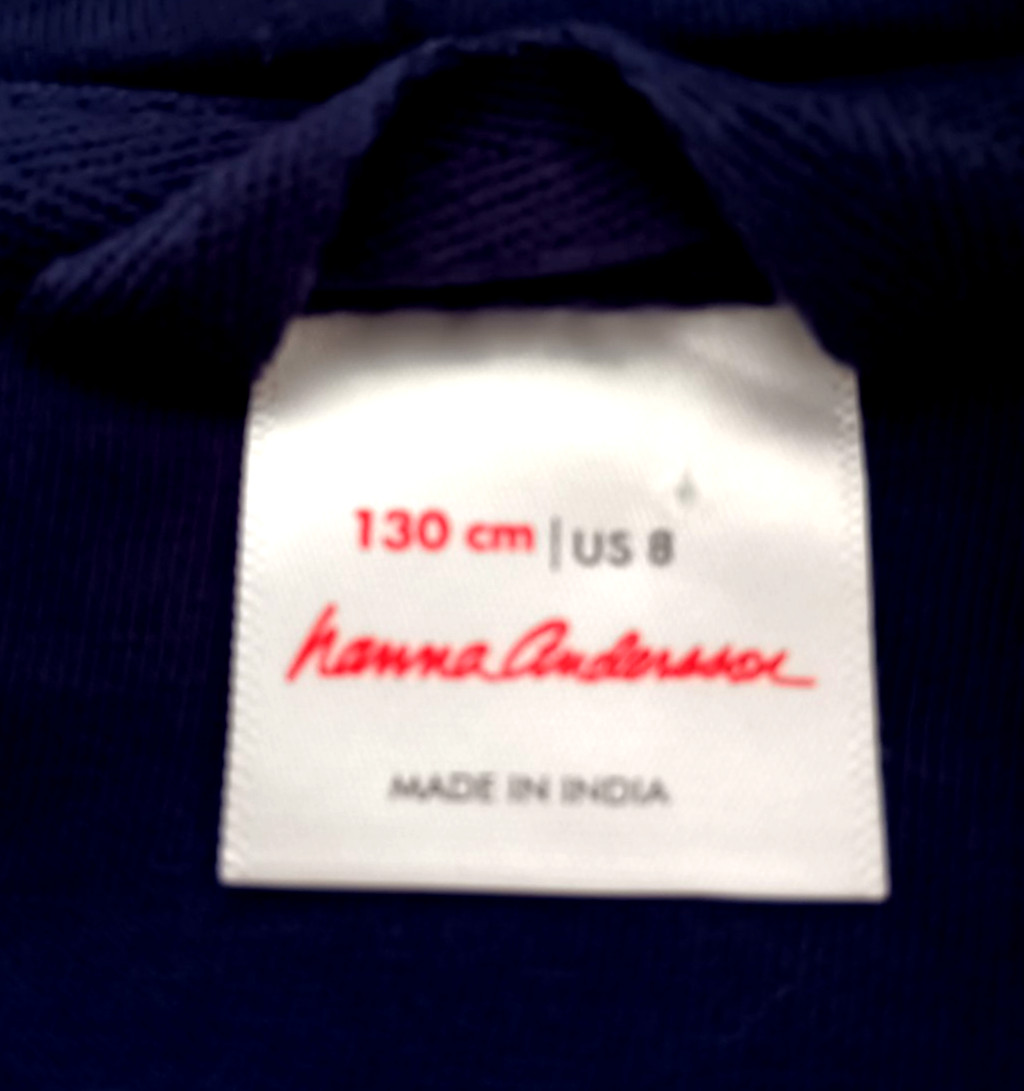 130 cm | US 8
hanna Andersson
MADE IN INDIA